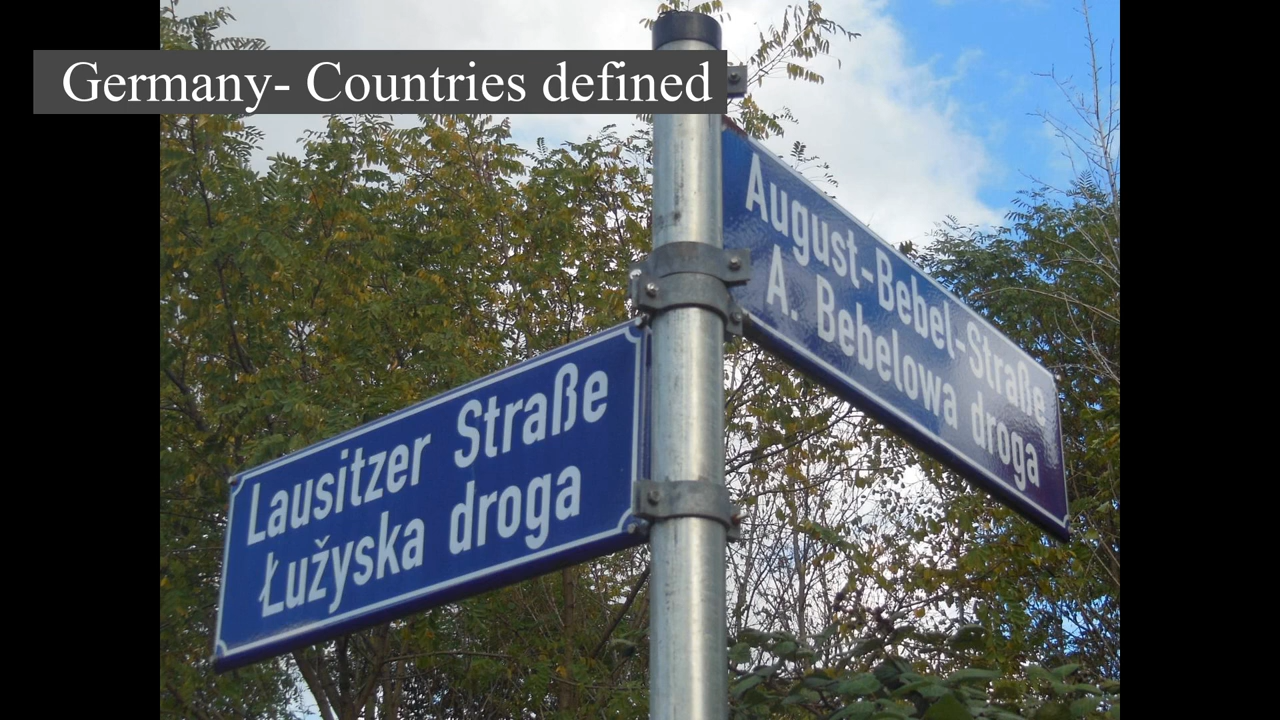 Germany- Countries defined
August-Bebel-Straße
A. Bebelowa droga
Lausitzer Straße
Łužyska droga